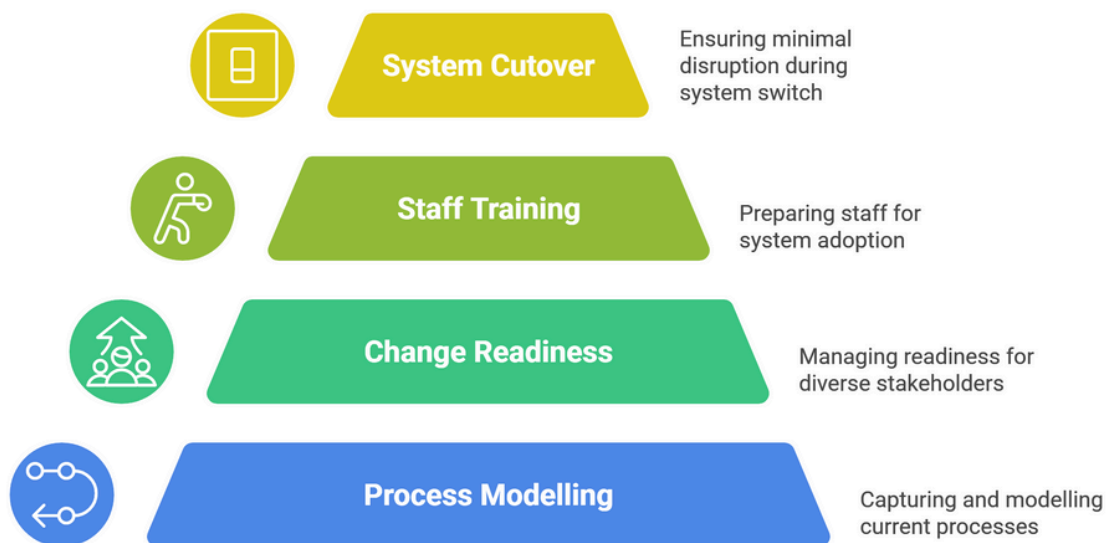 System Cutover
Ensuring minimal
disruption during
system switch
Staff Training
Preparing staff for
system adoption
Change Readiness
Managing readiness for
diverse stakeholders
Process Modelling
Capturing and modelling
current processes